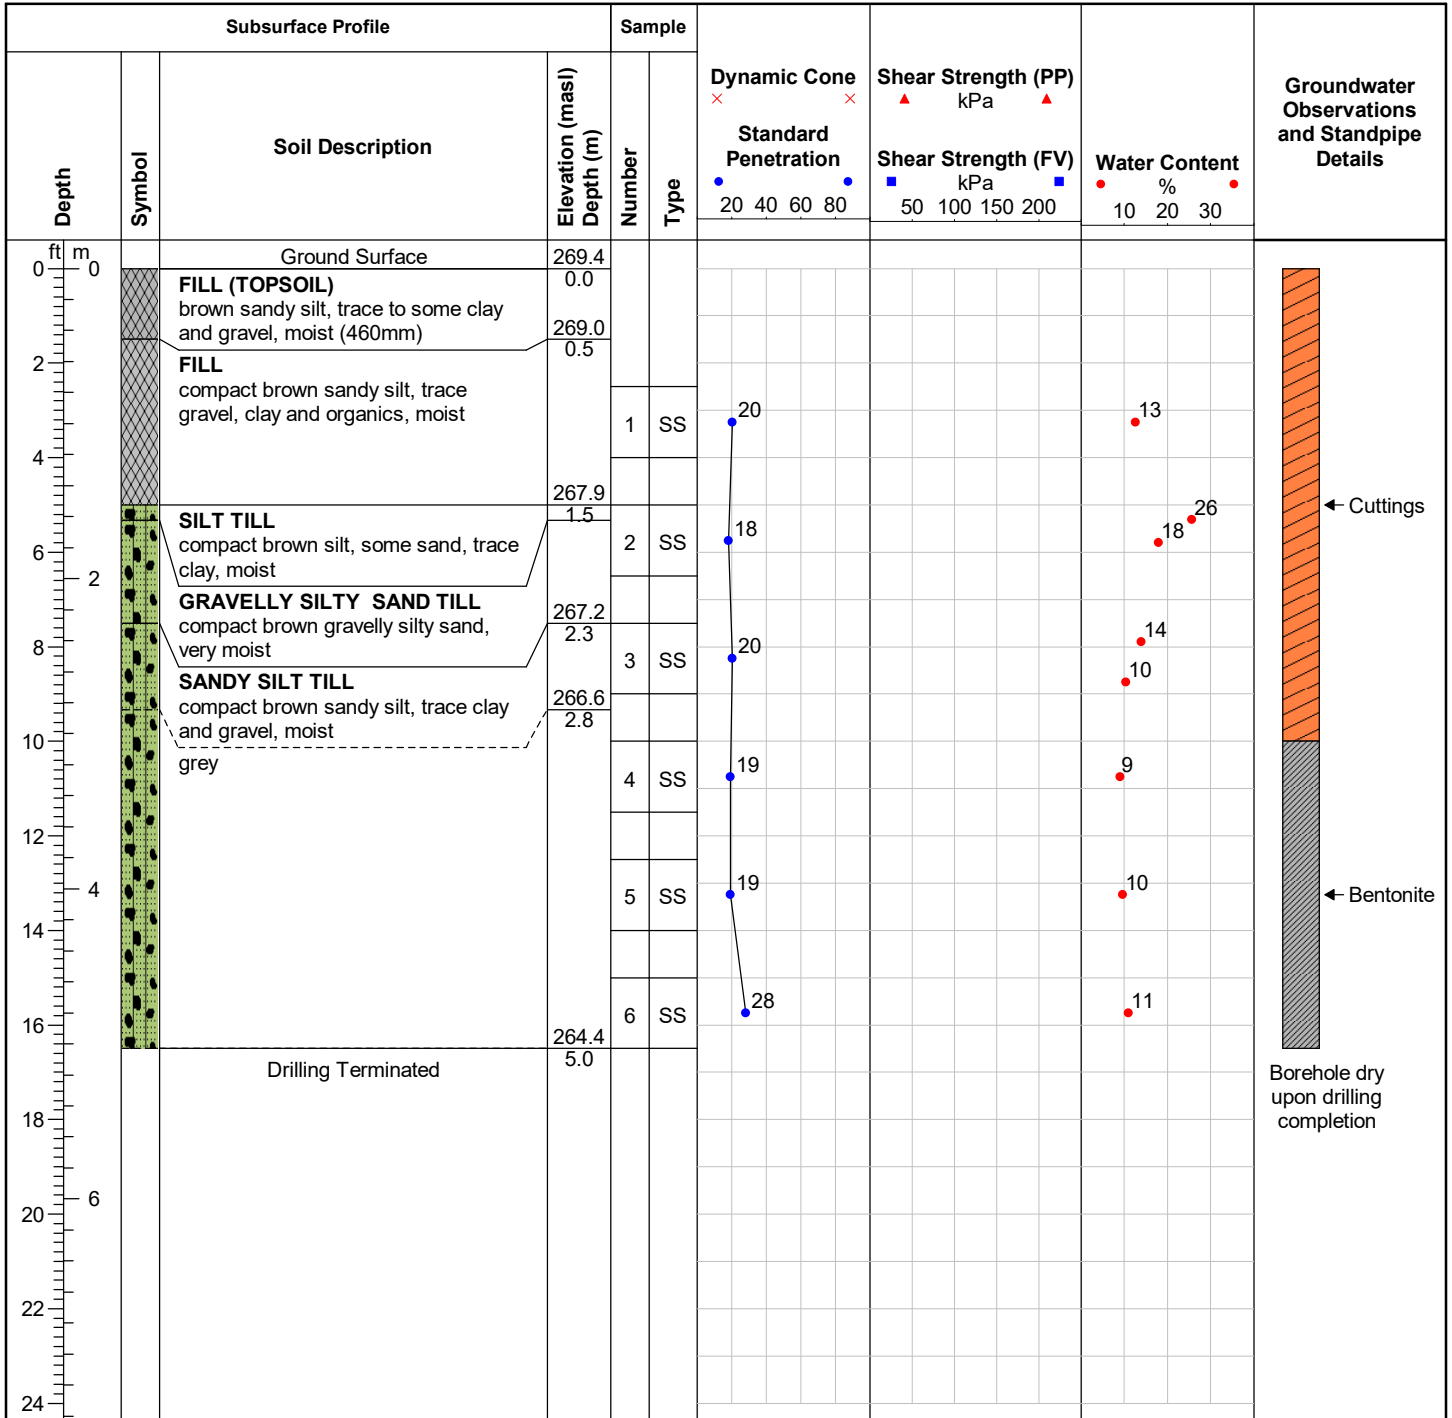 Subsurface Profile
Sample
Depth
Symbol
Soil Description
Elevation (masl)
Depth (m)
Number
Type
Dynamic Cone
Standard
Penetration
20 40 60 80
Shear Strength (PP)
kPa
Shear Strength (FV)
kPa
50 100 150 200
Water Content
%
10 20 30
Groundwater
Observations
and Standpipe
Details
ft m
Ground Surface
269.4
0 0
0.0
FILL (TOPSOIL)
brown sandy silt, trace to some clay
and gravel, moist (460mm)
269.0
0.5
2
FILL
compact brown sandy silt, trace
gravel, clay and organics, moist
1 SS
20
13
4
267.9
1.5
SILT TILL
compact brown silt, some sand, trace
clay, moist
2 SS
18
26
18
Cuttings
6
2
GRAVELLY SILTY SAND TILL
compact brown gravelly silty sand,
very moist
267.2
2.3
8
3 SS
20
14
10
SANDY SILT TILL
compact brown sandy silt, trace clay
and gravel, moist
266.6
2.8
10
grey
4 SS
19
9
12
4
5 SS
19
10
Bentonite
14
6 SS
28
11
16
264.4
5.0
Drilling Terminated
Borehole dry
upon drilling
completion
18
6
20
22
24